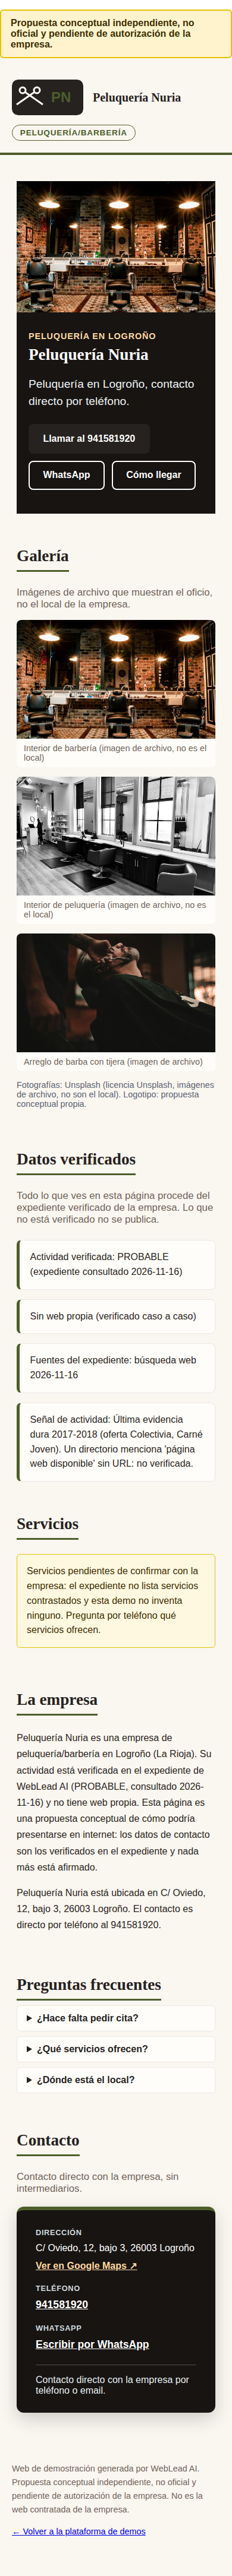 Propuesta conceptual independiente, no
oficial y pendiente de autorización de la
empresa.
PN
Peluquería Nuria
PELUQUERÍA/BARBERÍA
PELUQUERÍA EN LOGROÑO
Peluquería Nuria
Peluquería en Logroño, contacto
directo por teléfono.
Llamar al 941581920
WhatsApp
Cómo llegar
Galería
Imágenes de archivo que muestran el oficio,
no el local de la empresa.
Interior de barbería (imagen de archivo, no es el
local)
Interior de peluquería (imagen de archivo, no es
el local)
Arreglo de barba con tijera (imagen de archivo)
Fotografías: Unsplash (licencia Unsplash, imágenes
de archivo, no son el local). Logotipo: propuesta
conceptual propia.
Datos verificados
Todo lo que ves en esta página procede del
expediente verificado de la empresa. Lo que
no está verificado no se publica.
Actividad verificada: PROBABLE
(expediente consultado 2026-11-16)
Sin web propia (verificado caso a caso)
Fuentes del expediente: búsqueda web
2026-11-16
Señal de actividad: Última evidencia
dura 2017-2018 (oferta Colectivia, Carné
Joven). Un directorio menciona 'página
web disponible' sin URL: no verificada.
Servicios
Servicios pendientes de confirmar con la
empresa: el expediente no lista servicios
contrastados y esta demo no inventa
ninguno. Pregunta por teléfono qué
servicios ofrecen.
La empresa
Peluquería Nuria es una empresa de
peluquería/barbería en Logroño (La Rioja). Su
actividad está verificada en el expediente de
WebLead AI (PROBABLE, consultado 2026-
11-16) y no tiene web propia. Esta página es
una propuesta conceptual de cómo podría
presentarse en internet: los datos de contacto
son los verificados en el expediente y nada
más está afirmado.
Peluquería Nuria está ubicada en C/ Oviedo,
12, bajo 3, 26003 Logroño. El contacto es
directo por teléfono al 941581920.
Preguntas frecuentes
¿Hace falta pedir cita?
¿Qué servicios ofrecen?
¿Dónde está el local?
Contacto
Contacto directo con la empresa, sin
intermediarios.
DIRECCIÓN
C/ Oviedo, 12, bajo 3, 26003 Logroño
Ver en Google Maps ↗
TELÉFONO
941581920
WHATSAPP
Escribir por WhatsApp
Contacto directo con la empresa por
teléfono o email.
Web de demostración generada por WebLead AI.
Propuesta conceptual independiente, no oficial y
pendiente de autorización de la empresa. No es la
web contratada de la empresa.
← Volver a la plataforma de demos